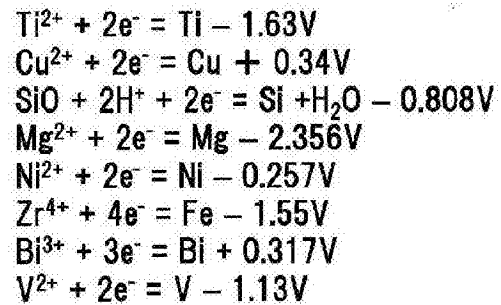 Ti²⁺ + 2e⁻ = Ti − 1.63V
Cu²⁺ + 2e⁻ = Cu + 0.34V
SiO + 2H⁺ + 2e⁻ = Si +H₂O − 0.808V
Mg²⁺ + 2e⁻ = Mg − 2.356V
Ni²⁺ + 2e⁻ = Ni − 0.257V
Zr⁴⁺ + 4e⁻ = Fe − 1.55V
Bi³⁺ + 3e⁻ = Bi + 0.317V
V²⁺ + 2e⁻ = V − 1.13V